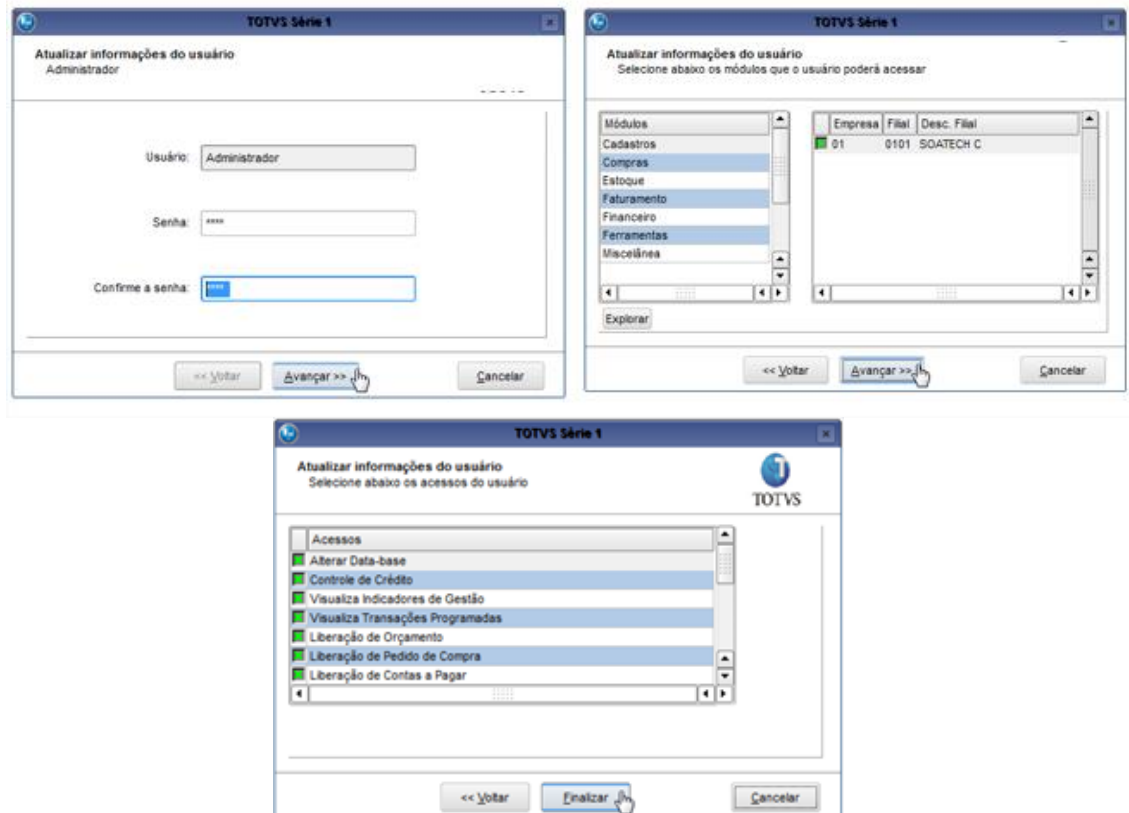 TOTVS Série 1
Atualizar informações do usuário
Administrador
Usuário: Administrador
Senha: ****
Confirme a senha: ****
<< Voltar Avançar >> Cancelar
TOTVS Série 1
Atualizar informações do usuário
Selecione abaixo os módulos que o usuário poderá acessar
Módulos
Cadastros
Compras
Estoque
Faturamento
Financeiro
Ferramentas
Miscelânea
Empresa Filial Desc. Filial
01 0101 SOATECH C
Explorar
<< Voltar Avançar >> Cancelar
TOTVS Série 1
Atualizar informações do usuário
Selecione abaixo os acessos do usuário
TOTVS
Acessos
Alterar Data-base
Controle de Crédito
Visualiza Indicadores de Gestão
Visualiza Transações Programadas
Liberação de Orçamento
Liberação de Pedido de Compra
Liberação de Contas a Pagar
<< Voltar Finalizar Cancelar